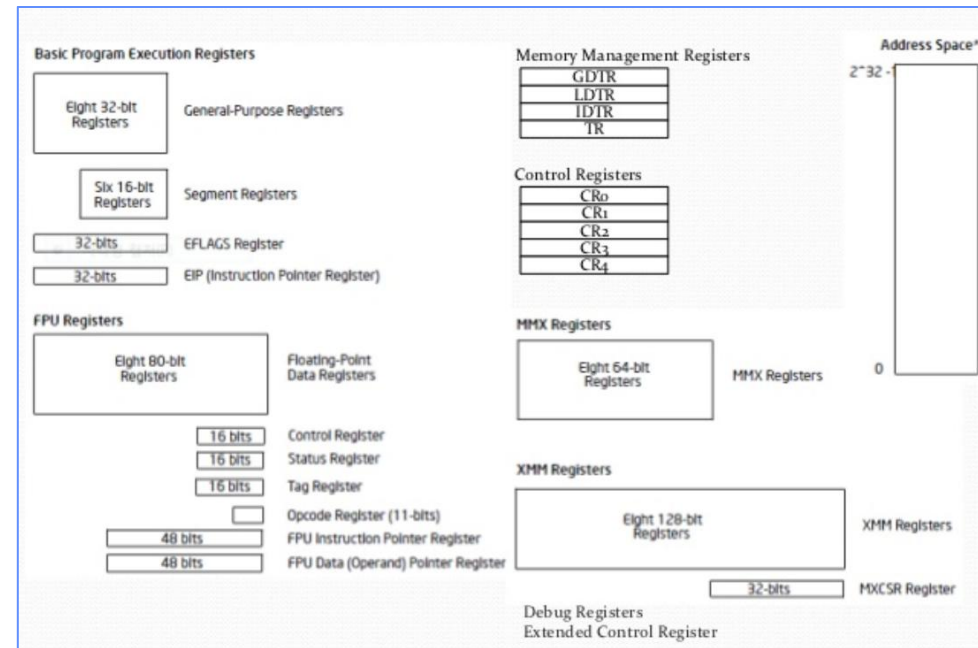 Basic Program Execution Registers
Eight 32-bit
Registers
General-Purpose Registers
Six 16-bit
Registers
Segment Registers
32-bits
EFLAGS Register
32-bits
EIP (Instruction Pointer Register)
FPU Registers
Eight 80-bit
Registers
Floating-Point
Data Registers
16 bits
Control Register
16 bits
Status Register
16 bits
Tag Register
Opcode Register (11-bits)
48 bits
FPU Instruction Pointer Register
48 bits
FPU Data (Operand) Pointer Register
Memory Management Registers
GDTR
LDTR
IDTR
TR
Control Registers
CR0
CR1
CR2
CR3
CR4
MMX Registers
Eight 64-bit
Registers
MMX Registers
XMM Registers
Eight 128-bit
Registers
XMM Registers
32-bits
MXCSR Register
Debug Registers
Extended Control Register
Address Space*
2^32 -1
0